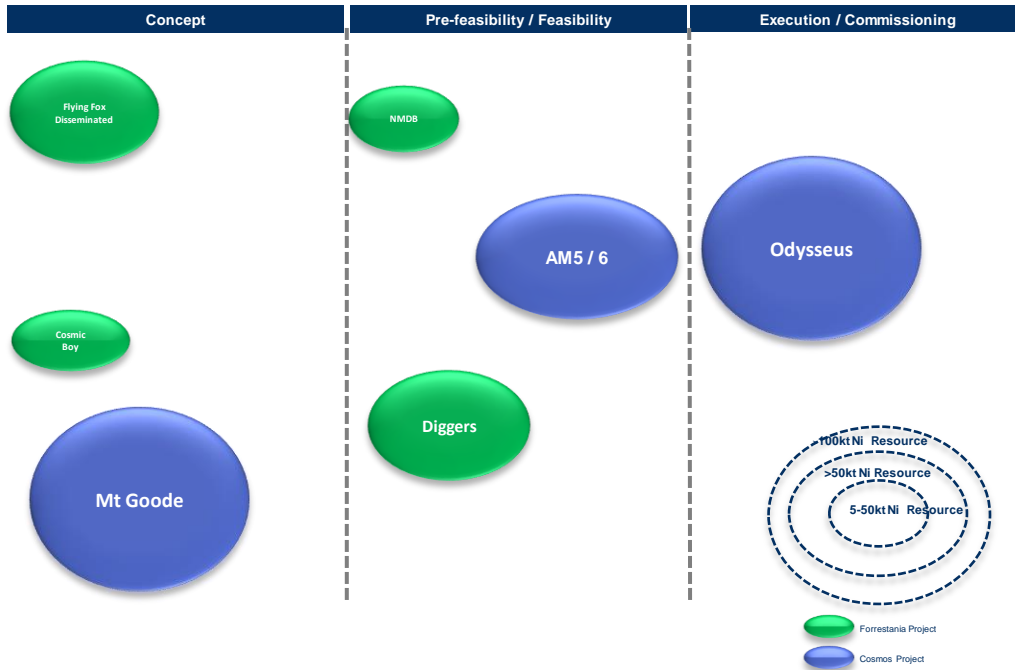 Concept
Pre-feasibility / Feasibility
Execution / Commissioning
Flying Fox
Disseminated
NMDB
AM5 / 6
Odysseus
Cosmic
Boy
Diggers
Mt Goode
100kt Ni Resource
>50kt Ni Resource
5-50kt Ni Resource
Forrestania Project
Cosmos Project